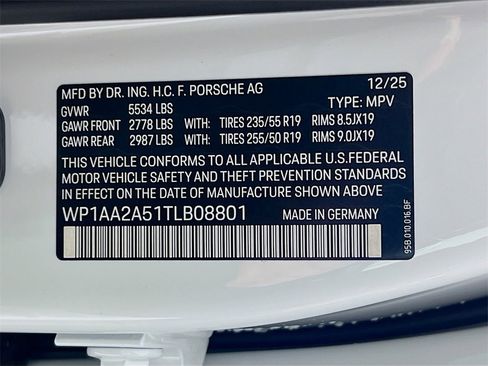 MFD BY DR. ING. H.C. F. PORSCHE AG 12/25
GVWR 5534 LBS TYPE: MPV
GAWR FRONT 2778 LBS WITH: TIRES 235/55 R19 RIMS 8.5JX19
GAWR REAR 2987 LBS WITH: TIRES 255/50 R19 RIMS 9.0JX19
THIS VEHICLE CONFORMS TO ALL APPLICABLE U.S.FEDERAL
MOTOR VEHICLE SAFETY AND THEFT PREVENTION STANDARDS
IN EFFECT ON THE DATE OF MANUFACTURE SHOWN ABOVE.
WP1AA2A51TLB08801 MADE IN GERMANY
95B.010.016.BF